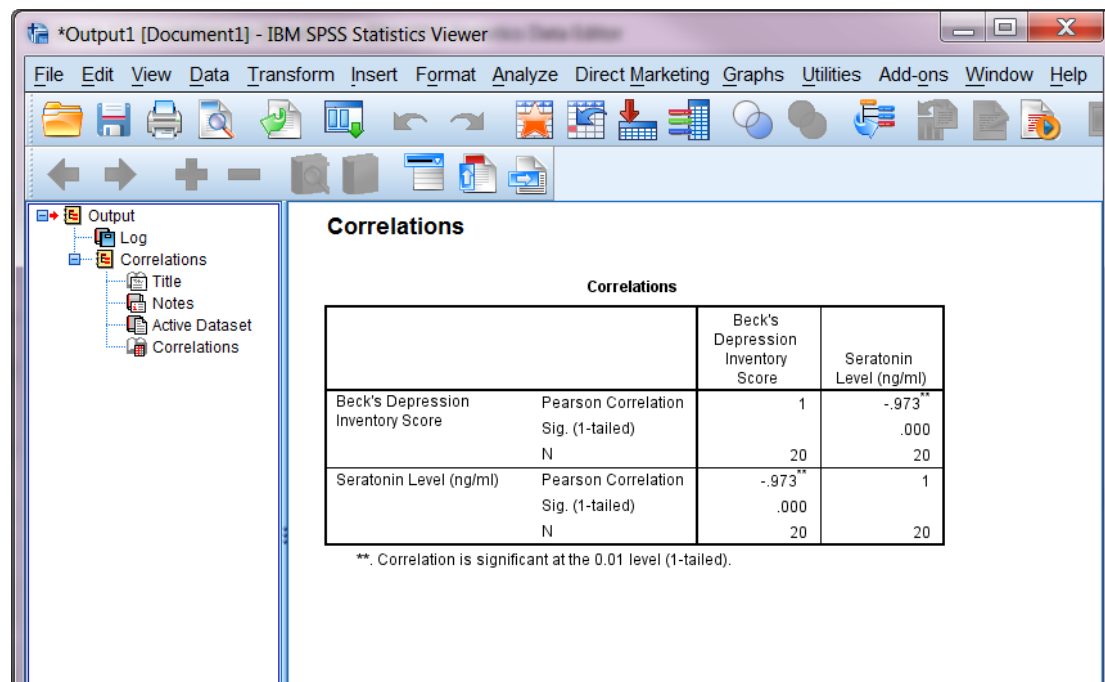 *Output1 [Document1] - IBM SPSS Statistics Viewer
File Edit View Data Transform Insert Format Analyze Direct Marketing Graphs Utilities Add-ons Window Help
Output
Log
Correlations
Title
Notes
Active Dataset
Correlations
Correlations
Correlations
Beck's
Depression
Inventory
Score
Seratonin
Level (ng/ml)
Beck's Depression
Inventory Score
Pearson Correlation 1 -.973**
Sig. (1-tailed) .000
N 20 20
Seratonin Level (ng/ml) Pearson Correlation -.973** 1
Sig. (1-tailed) .000
N 20 20
**. Correlation is significant at the 0.01 level (1-tailed).